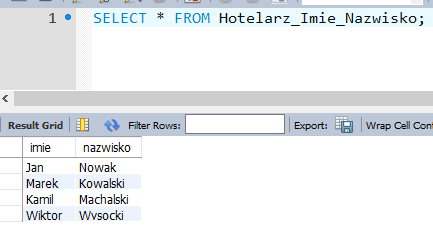 1 SELECT * FROM Hotelarz_Imie_Nazwisko;
Result Grid Filter Rows: Export: Wrap Cell Cont
imie nazwisko
Jan Nowak
Marek Kowalski
Kamil Machalski
Wiktor Wysocki